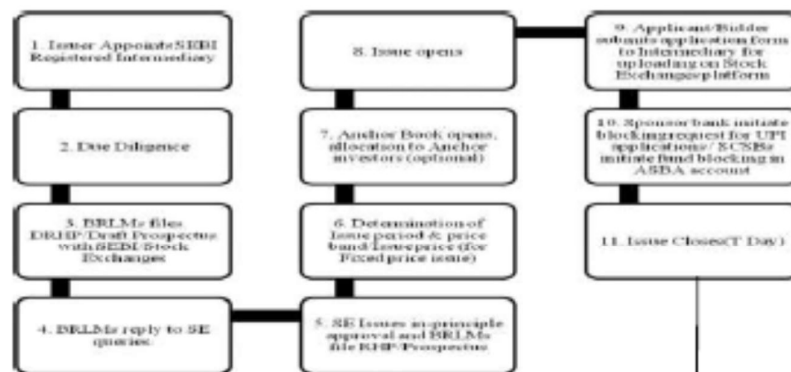 1. Issuer Appoints SEBI
Registered Intermediary
2. Due Diligence
3. BRLMs files
DRHP/Draft Prospectus
with SEBI/Stock
Exchanges
4. BRLMs reply to SE
queries.
5. SE Issues in-principle
approval and BRLMs
file RHP/Prospectus
6. Determination of
Issue period & price
band/Issue price (for
Fixed price issue)
7. Anchor Book opens,
allocation to Anchor
investors (optional)
8. Issue opens
9. Applicant/Bidder
submits application form
to Intermediary for
uploading on Stock
Exchanges platform
10. Sponsor bank initiate
blocking request for UPI
applications/ SCSBs
initiate fund blocking in
ASBA account
11. Issue Closes(T Day)